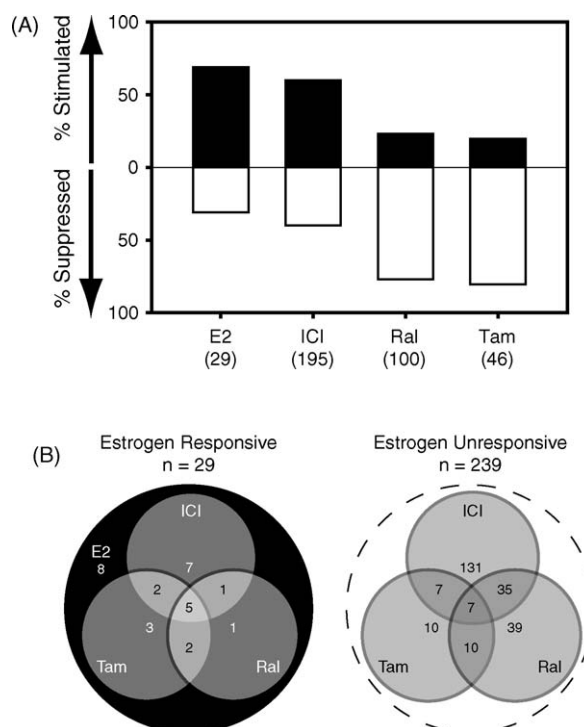 (A)
100
50
0
50
100
% Stimulated
% Suppressed
E2 ICI Ral Tam
(29) (195) (100) (46)
(B)
Estrogen Responsive
n = 29
ICI
E2
8
7
2 1
5
3 1
2
Tam Ral
Estrogen Unresponsive
n = 239
ICI
131
7 35
7
10 39
10
Tam Ral